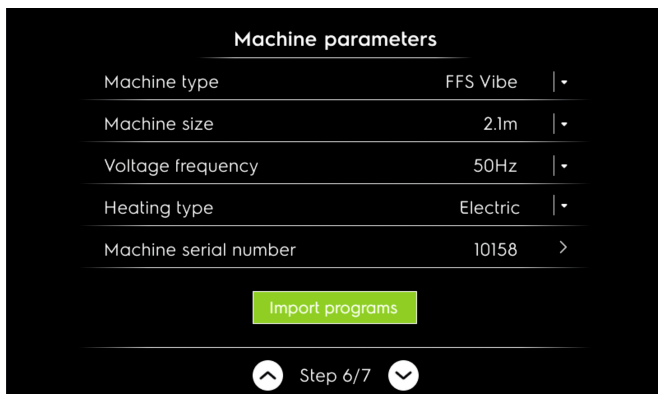 Machine parameters
Machine type FFS Vibe
Machine size 2.1m
Voltage frequency 50Hz
Heating type Electric
Machine serial number 10158
Import programs
Step 6/7